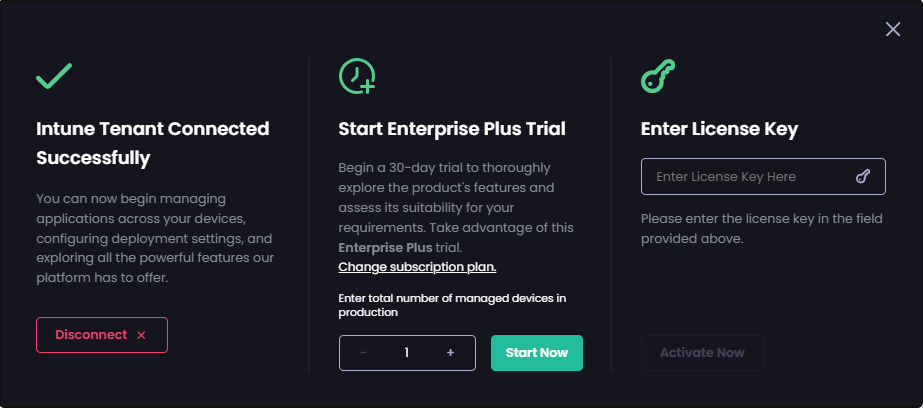 Intune Tenant Connected
Successfully
You can now begin managing
applications across your devices,
configuring deployment settings, and
exploring all the powerful features our
platform has to offer.
Disconnect ×
Start Enterprise Plus Trial
Begin a 30-day trial to thoroughly
explore the product's features and
assess its suitability for your
requirements. Take advantage of this
Enterprise Plus trial.
Change subscription plan.
Enter total number of managed devices in
production
− 1 +
Start Now
Enter License Key
Enter License Key Here
Please enter the license key in the field
provided above.
Activate Now